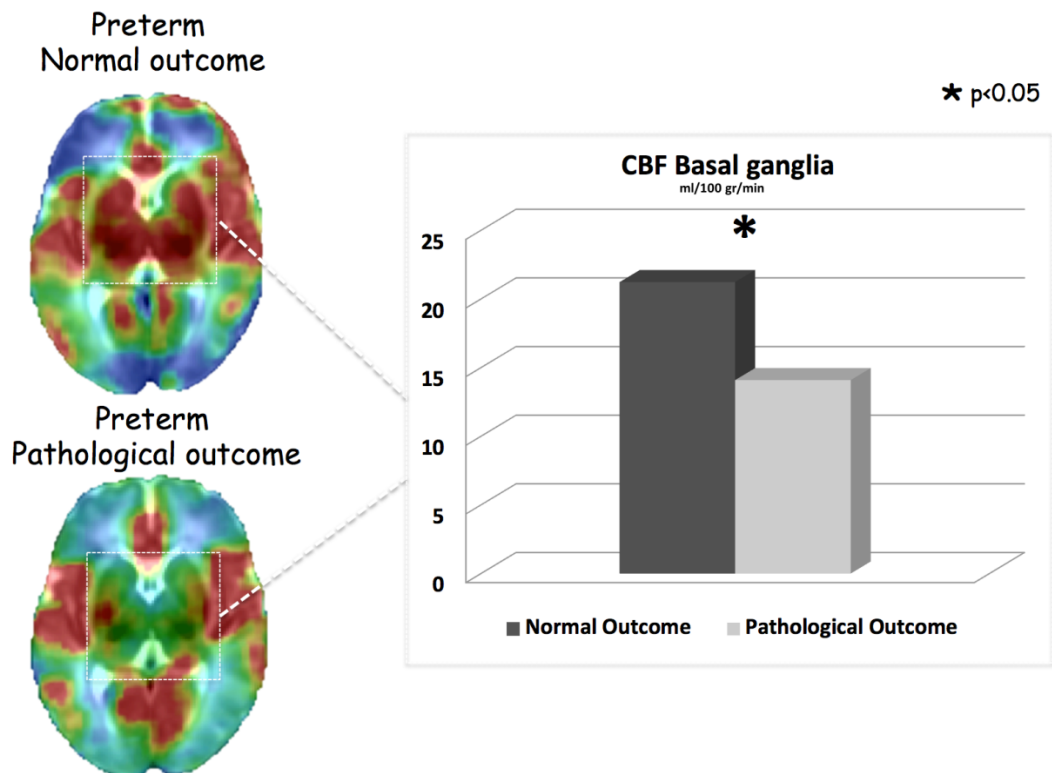 Preterm
Normal outcome
* p<0.05
CBF Basal ganglia
ml/100 gr/min
*
25
20
15
10
5
0
Normal Outcome
Pathological Outcome
Preterm
Pathological outcome